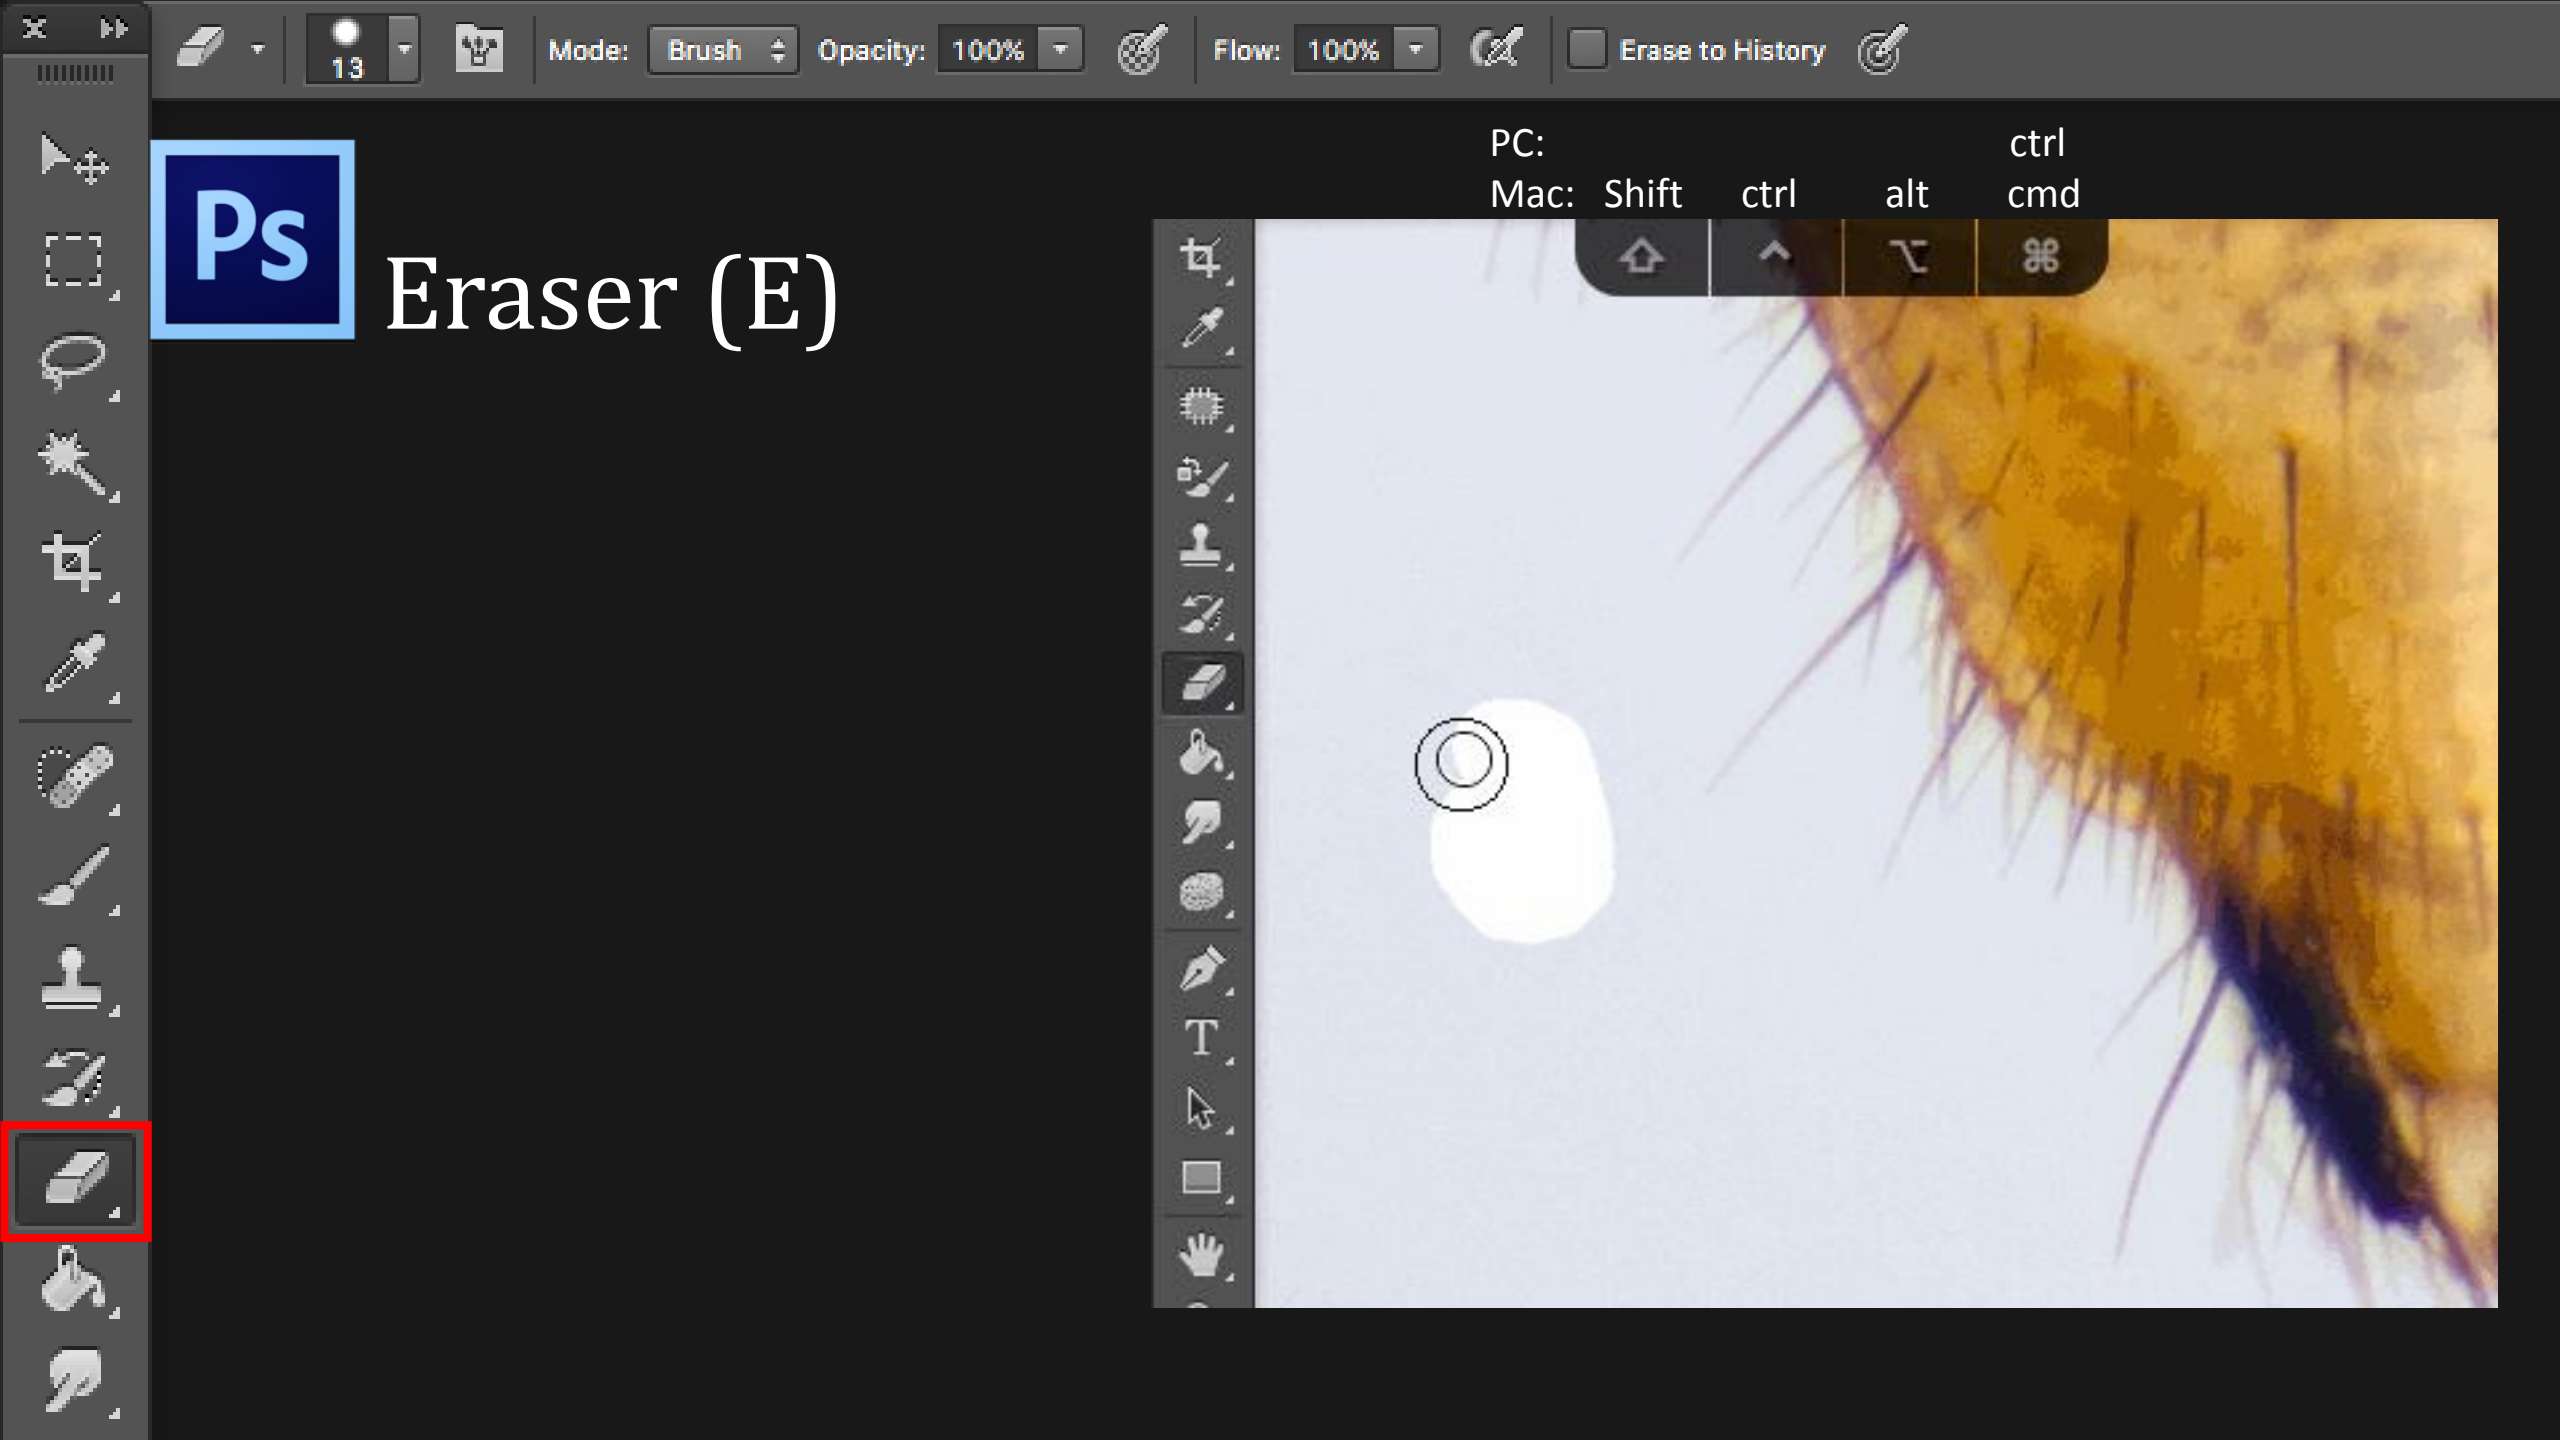 13 Mode: Brush Opacity: 100% Flow: 100% Erase to History
Ps
Eraser (E)
PC: ctrl
Mac: Shift ctrl alt cmd
T